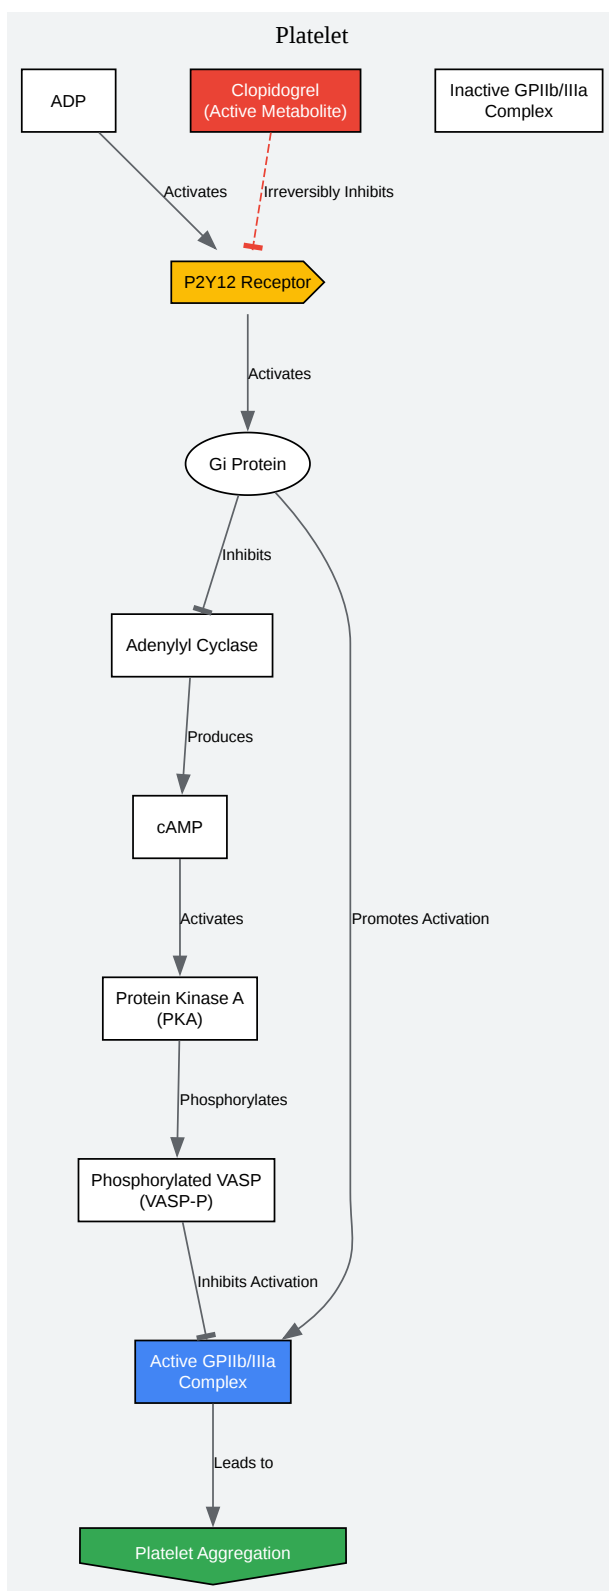 Platelet
ADP
Clopidogrel
(Active Metabolite)
Inactive GPIIb/IIIa
Complex
Activates
Irreversibly Inhibits
P2Y12 Receptor
Activates
Gi Protein
Inhibits
Adenylyl Cyclase
Produces
cAMP
Activates
Promotes Activation
Protein Kinase A
(PKA)
Phosphorylates
Phosphorylated VASP
(VASP-P)
Inhibits Activation
Active GPIIb/IIIa
Complex
Leads to
Platelet Aggregation